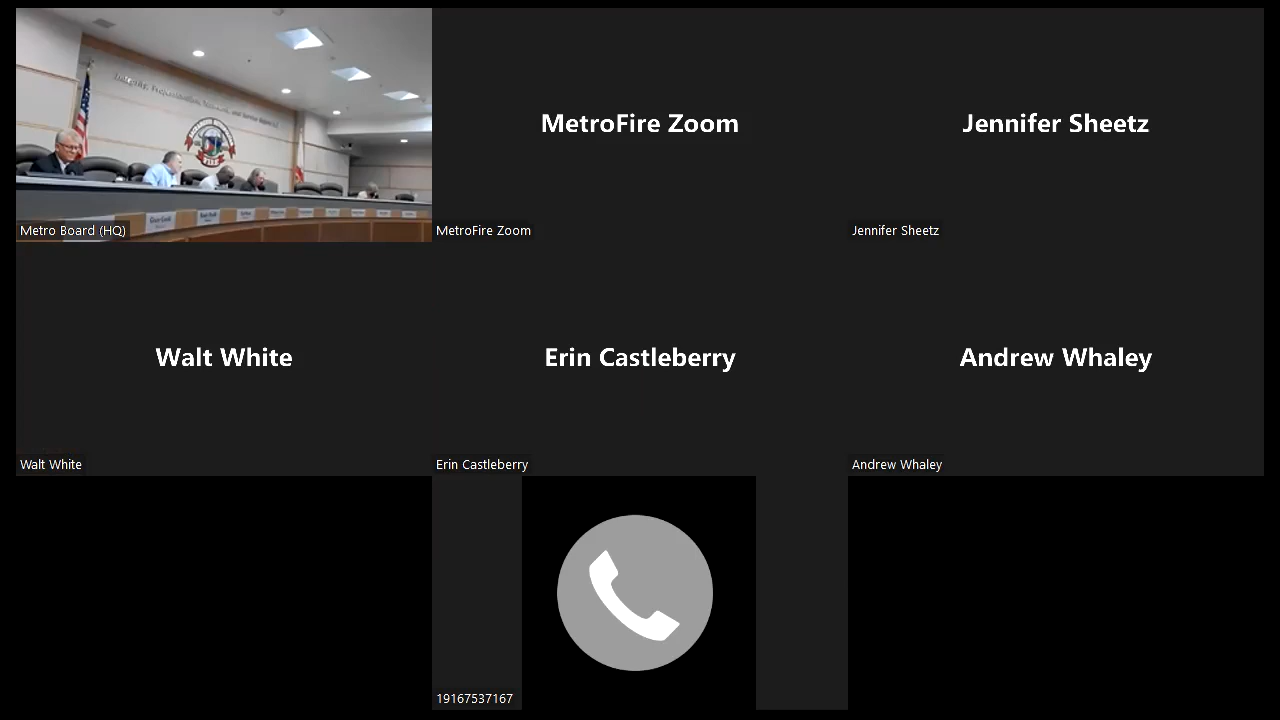 Metro Board (HQ)
MetroFire Zoom
MetroFire Zoom
Jennifer Sheetz
Jennifer Sheetz
Walt White
Walt White
Erin Castleberry
Erin Castleberry
Andrew Whaley
Andrew Whaley
19167537167